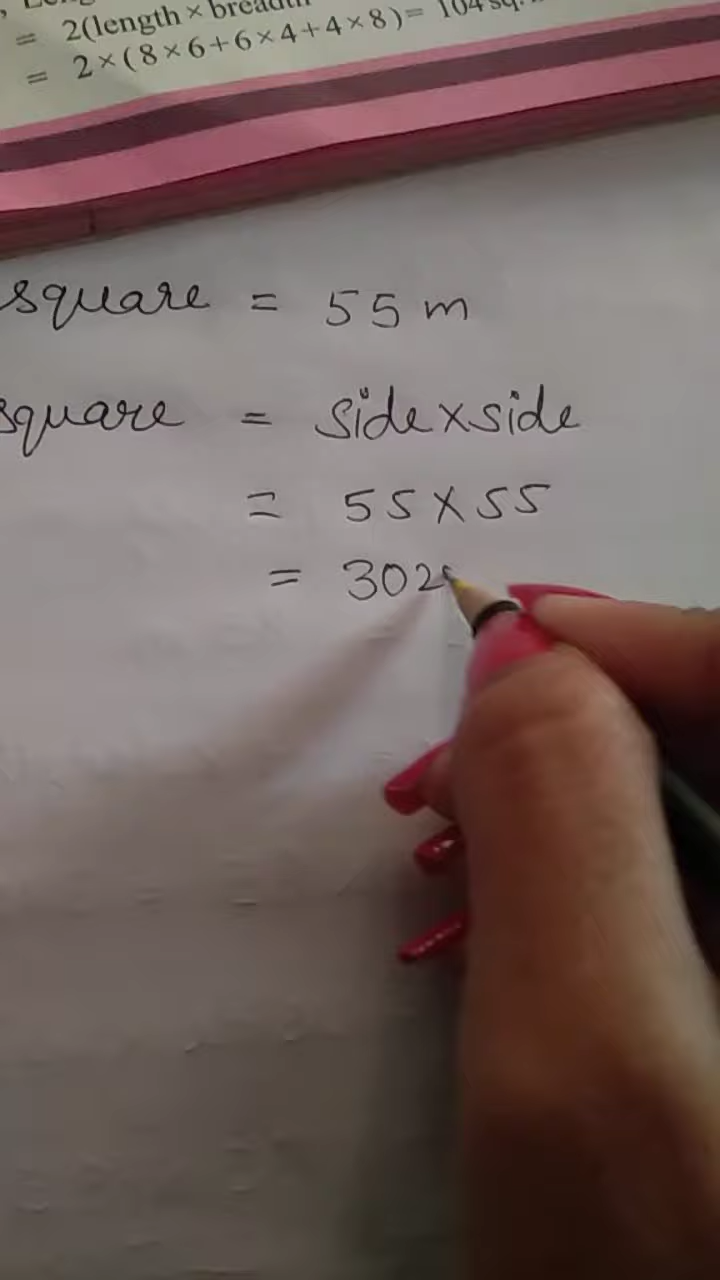 = 2(length × breadth
= 2×(8×6+6×4+4×8)= 104 sq.
square = 55 m
square = side×side
= 55×55
= 302